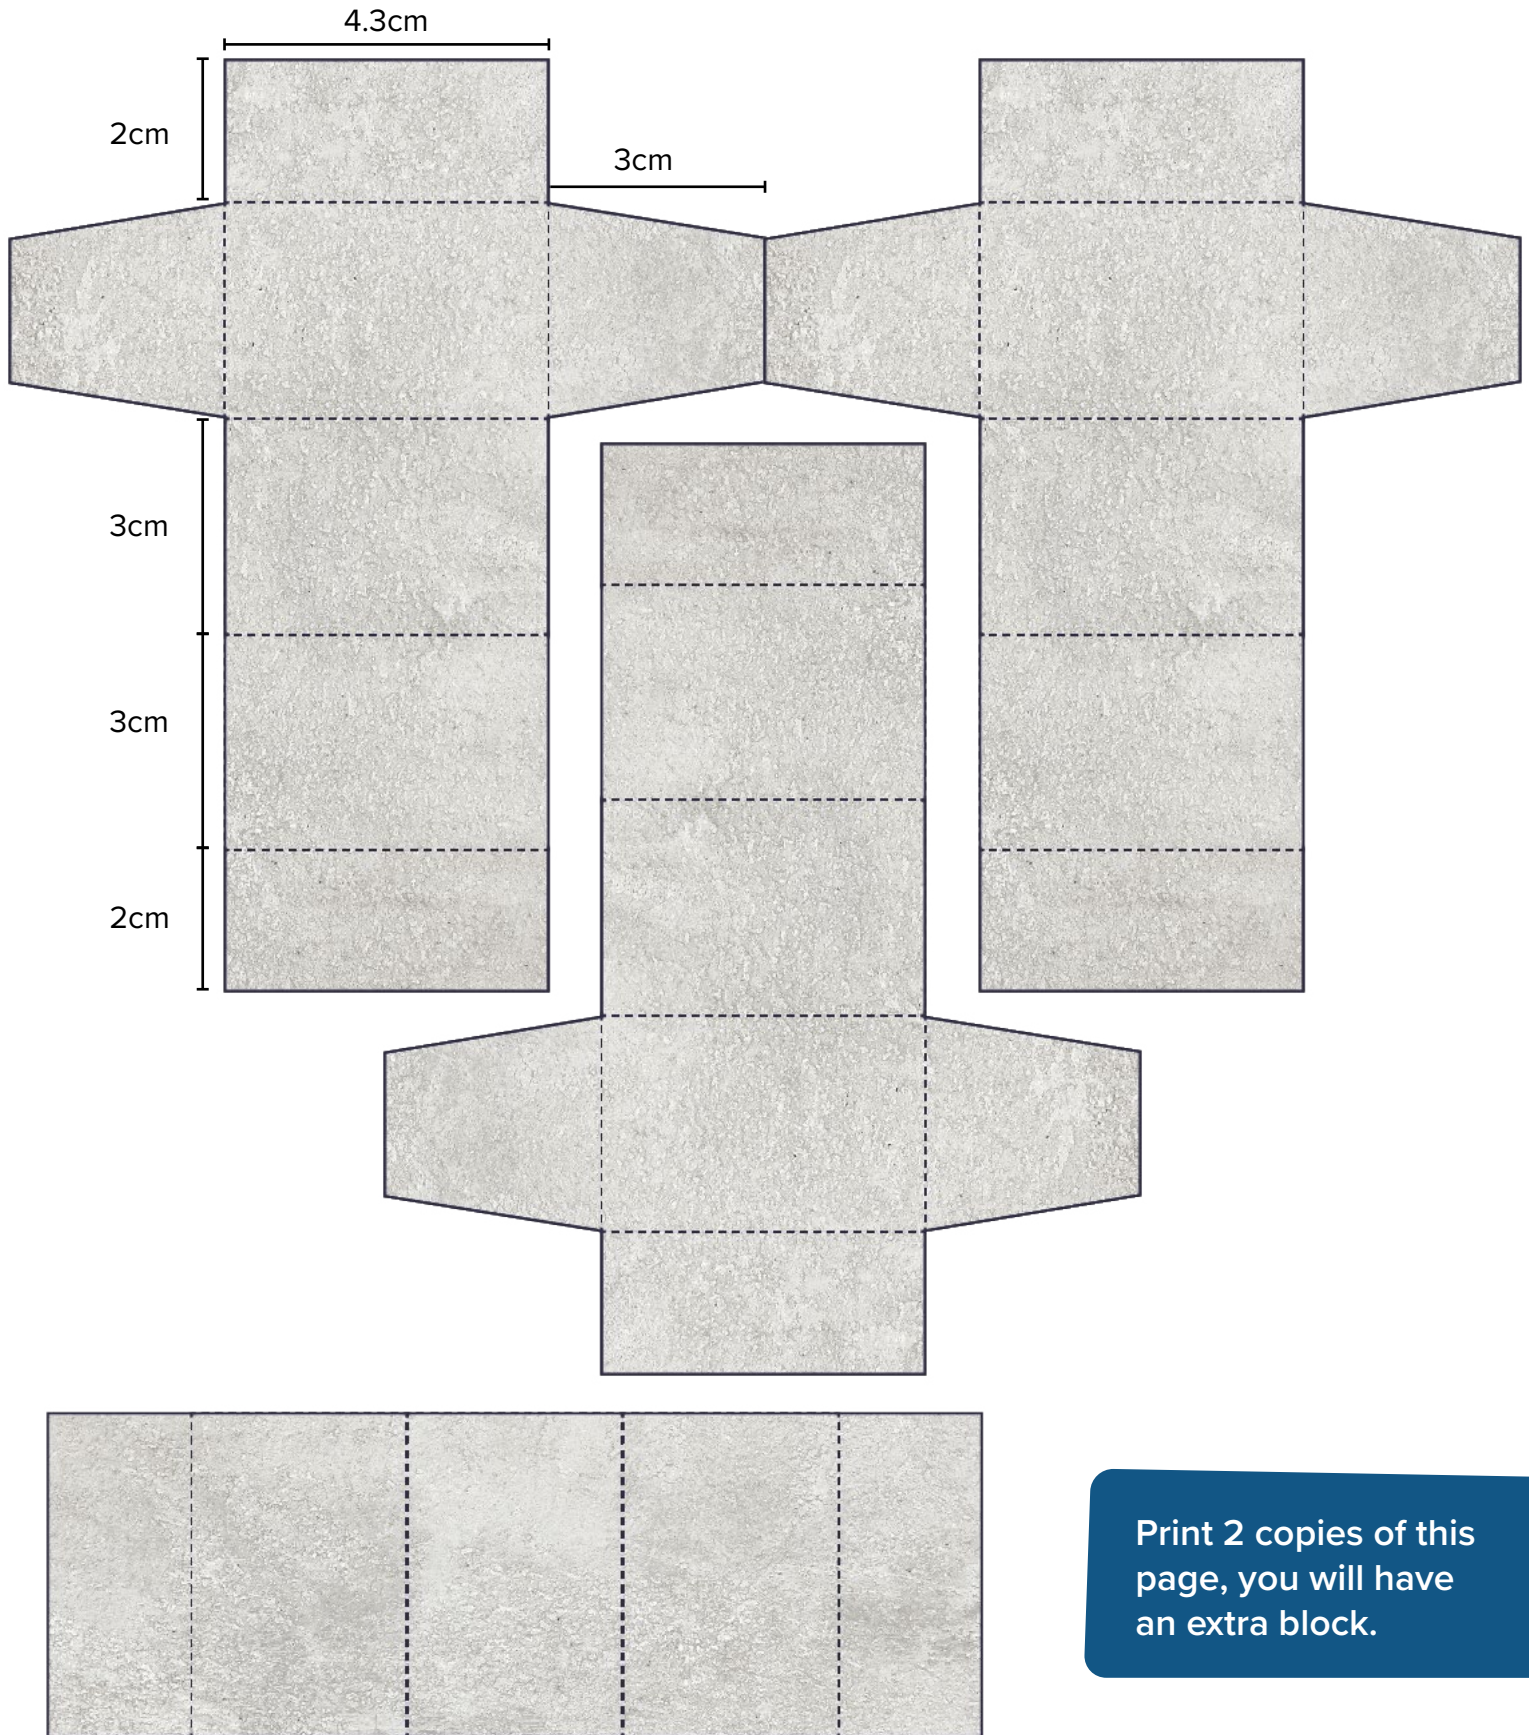 4.3cm
2cm
3cm
3cm
3cm
2cm
Print 2 copies of this
page, you will have
an extra block.